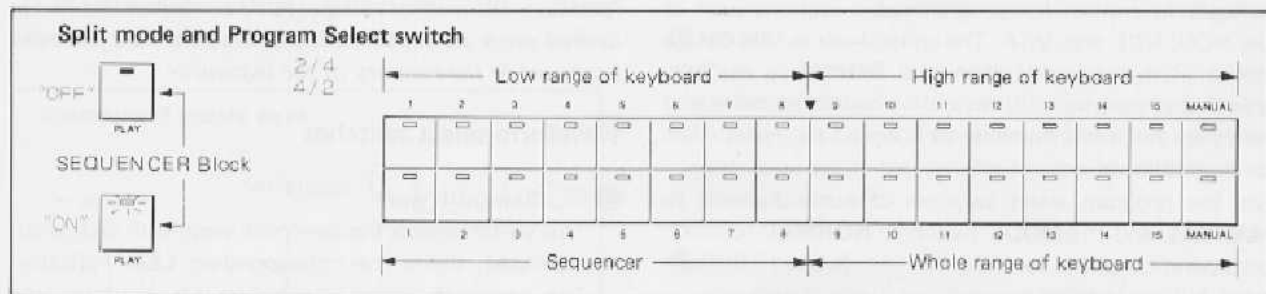 Split mode and Program Select switch
2/4
4/2
"OFF"
PLAY
SEQUENCER Block
"ON"
PLAY
Low range of keyboard
High range of keyboard
1 2 3 4 5 6 7 8 ▼ 9 10 11 12 13 14 15 MANUAL
1 2 3 4 5 6 7 8 9 10 11 12 13 14 15 MANUAL
Sequencer
Whole range of keyboard